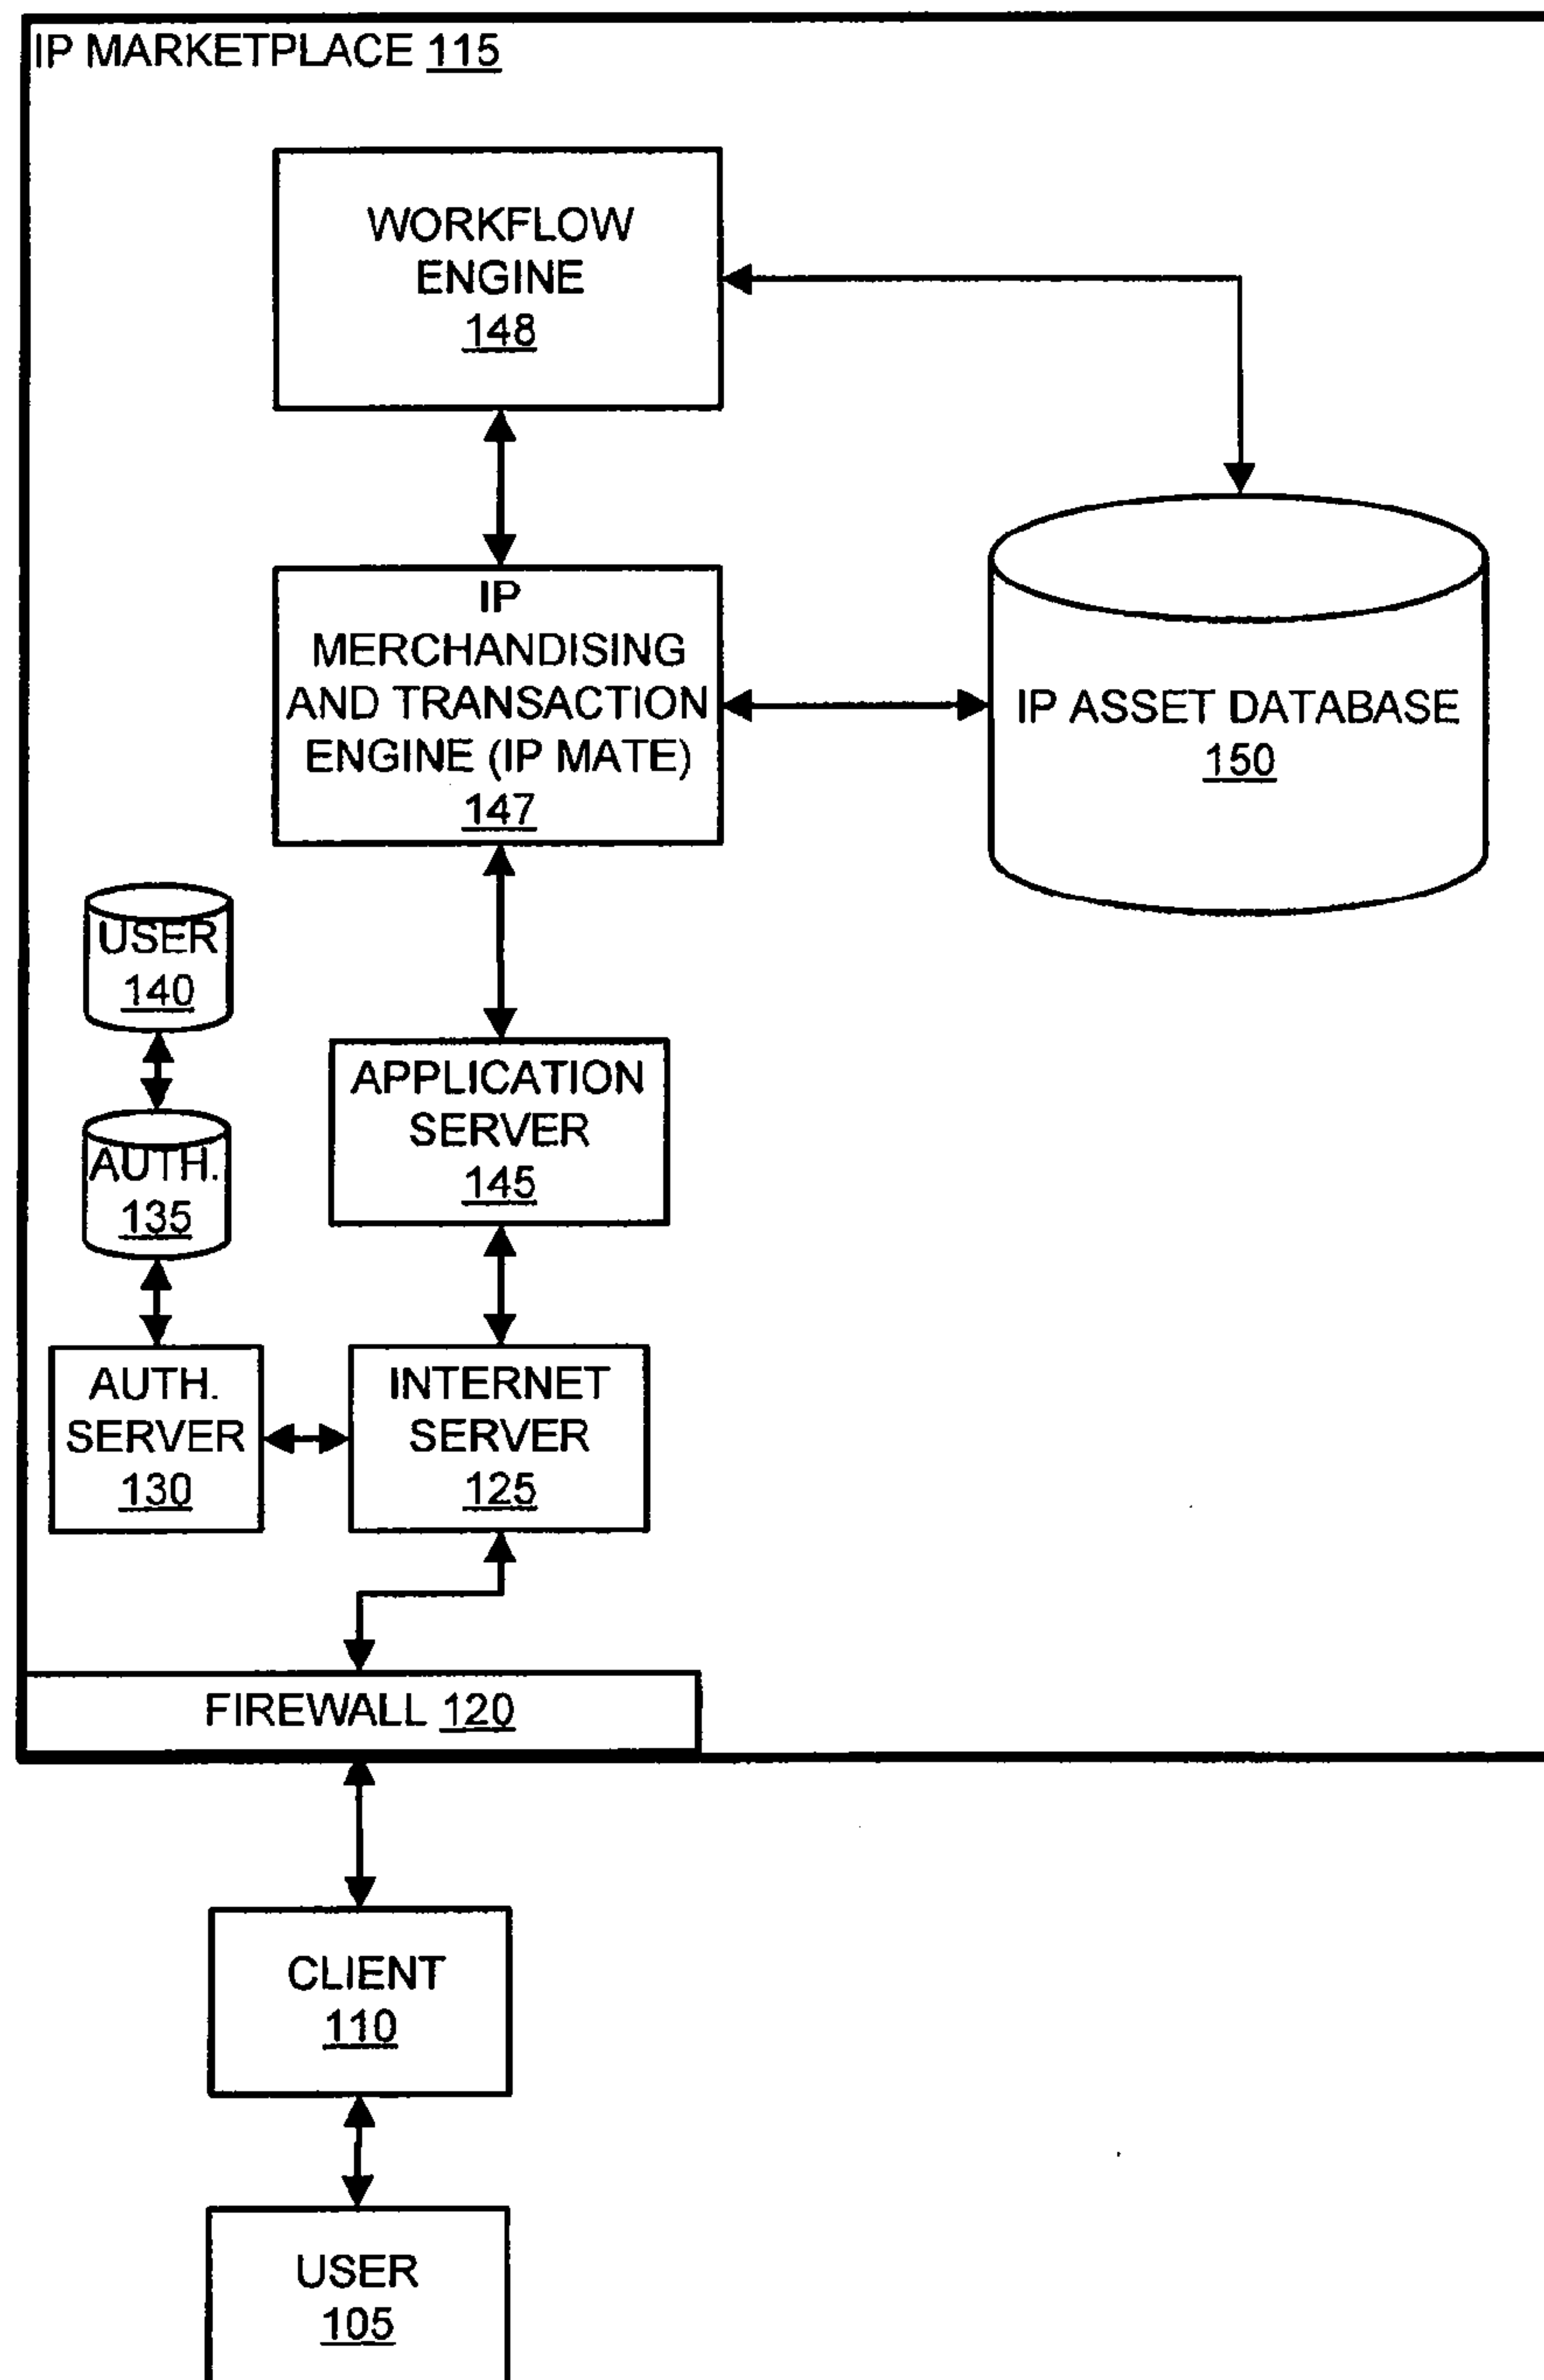 IP MARKETPLACE 115
WORKFLOW
ENGINE
148
IP
MERCHANDISING
AND TRANSACTION
ENGINE (IP MATE)
147
IP ASSET DATABASE
150
USER
140
AUTH.
135
APPLICATION
SERVER
145
AUTH.
SERVER
130
INTERNET
SERVER
125
FIREWALL 120
CLIENT
110
USER
105